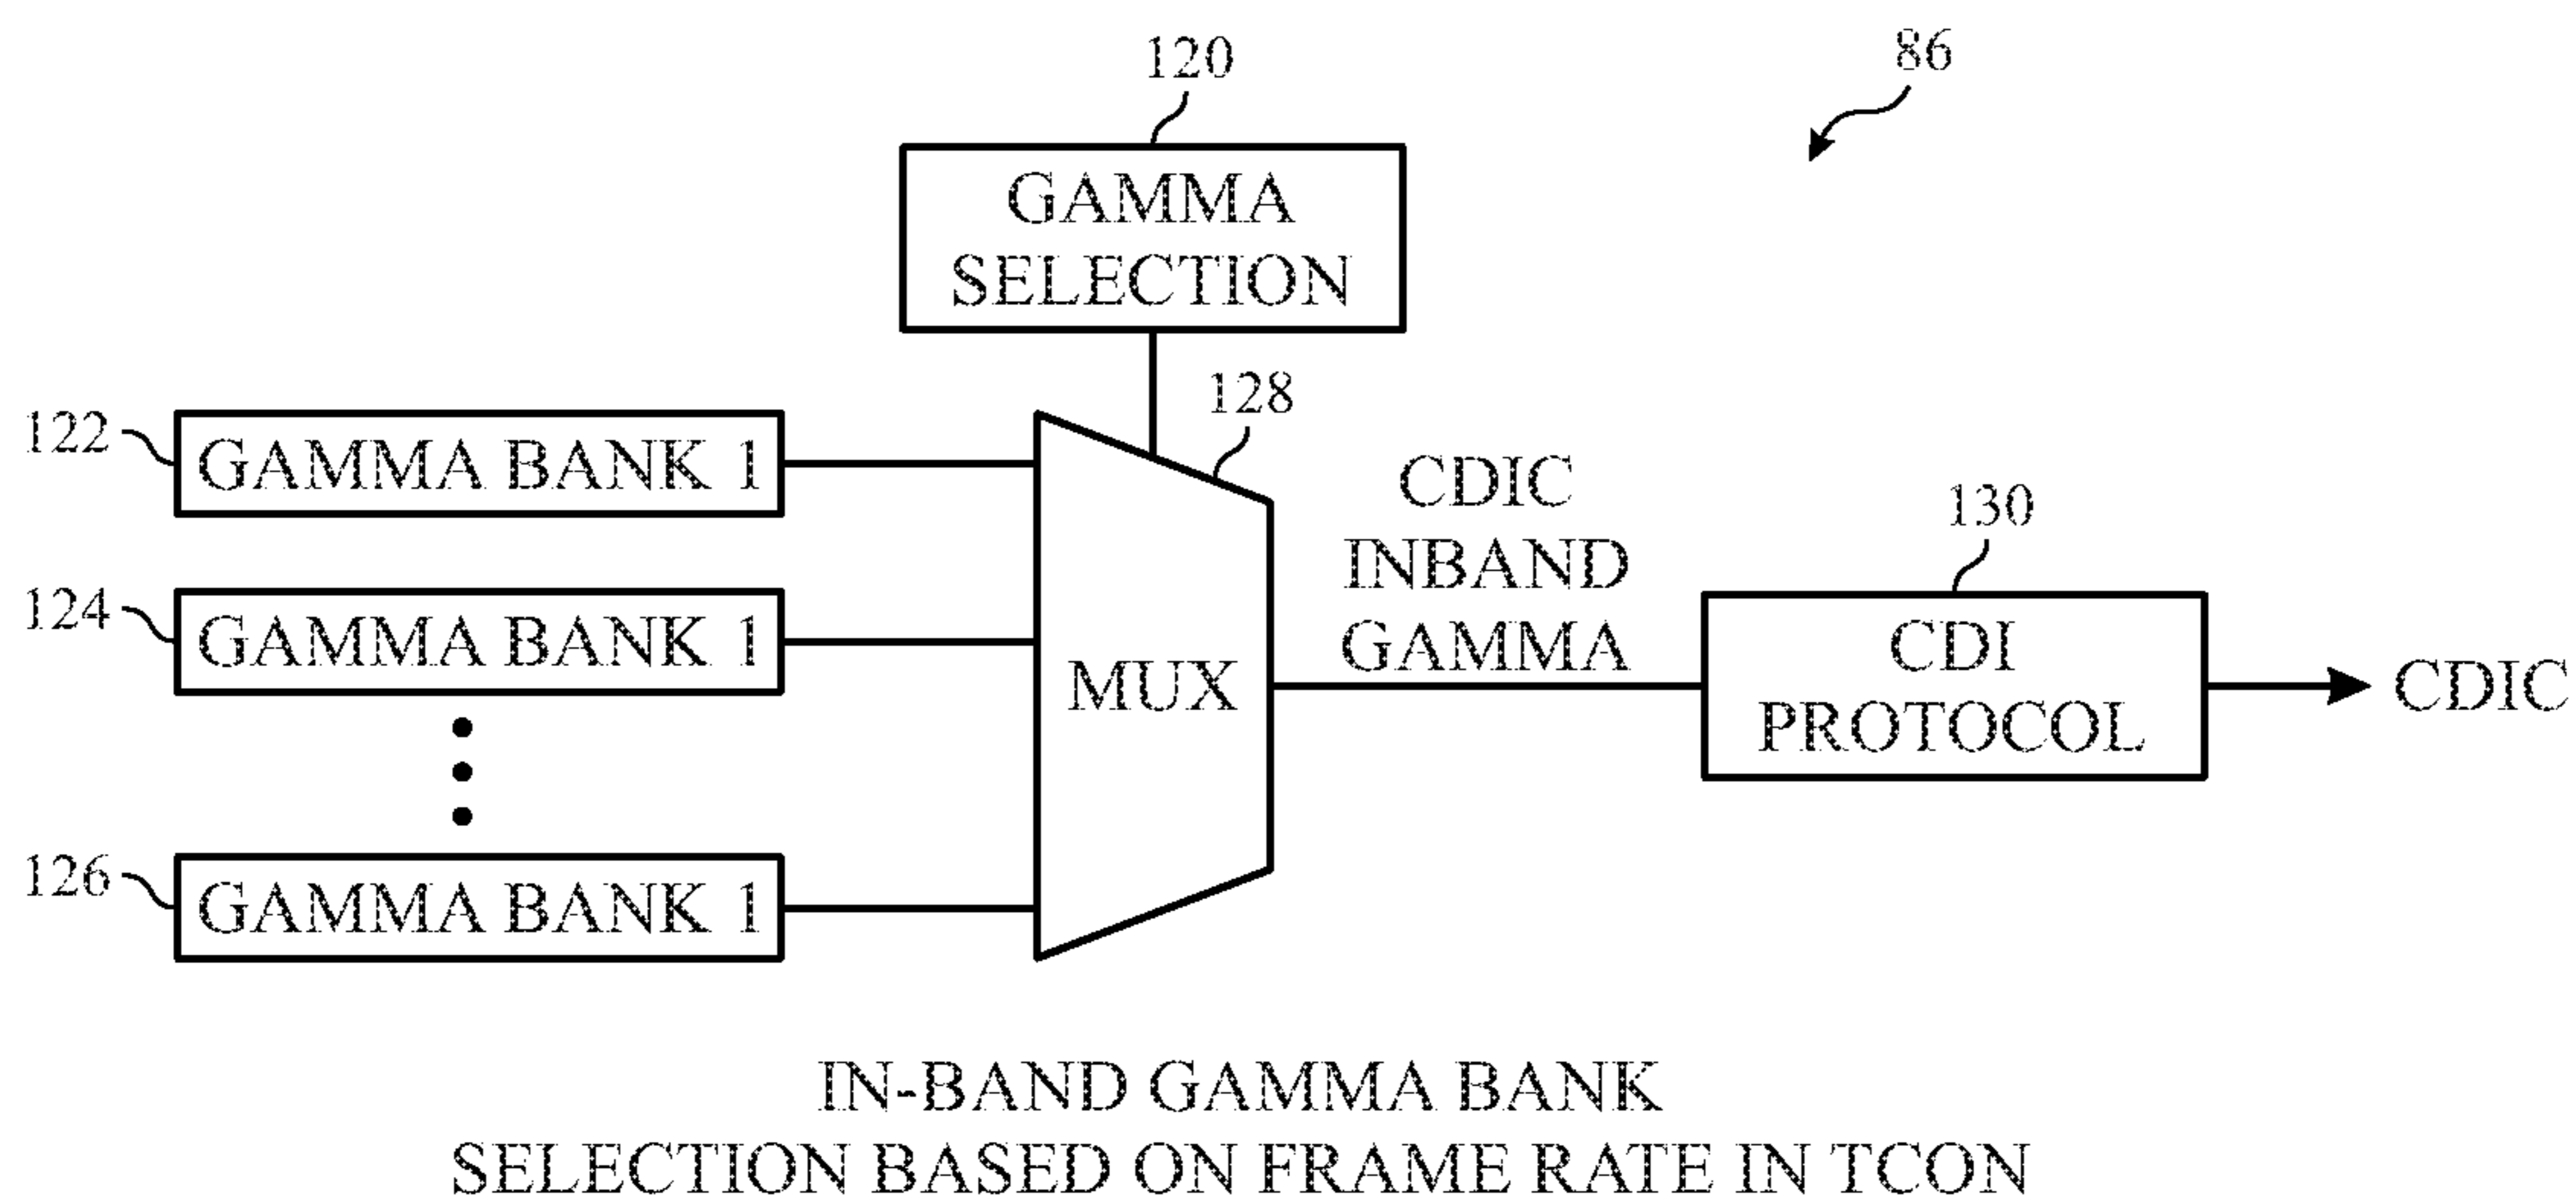 120
86
GAMMA
SELECTION
122
GAMMA BANK 1
128
CDIC
INBAND
GAMMA
130
124
GAMMA BANK 1
MUX
CDI
PROTOCOL
CDIC
126
GAMMA BANK 1
IN-BAND GAMMA BANK
SELECTION BASED ON FRAME RATE IN TCON